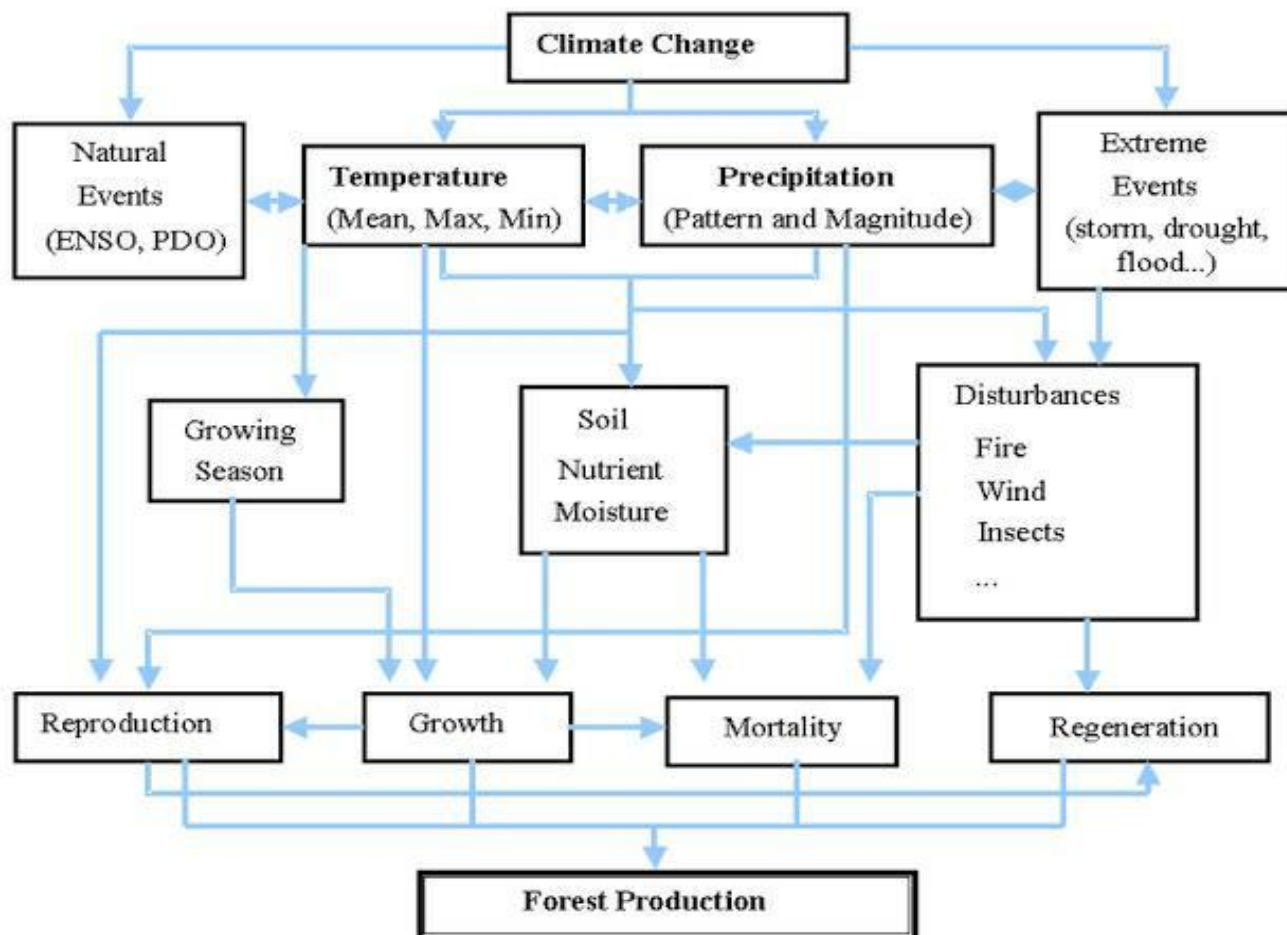 Climate Change
Natural
Events
(ENSO, PDO)
Temperature
(Mean, Max, Min)
Precipitation
(Pattern and Magnitude)
Extreme
Events
(storm, drought,
flood...)
Growing
Season
Soil
Nutrient
Moisture
Disturbances
Fire
Wind
Insects
...
Reproduction
Growth
Mortality
Regeneration
Forest Production